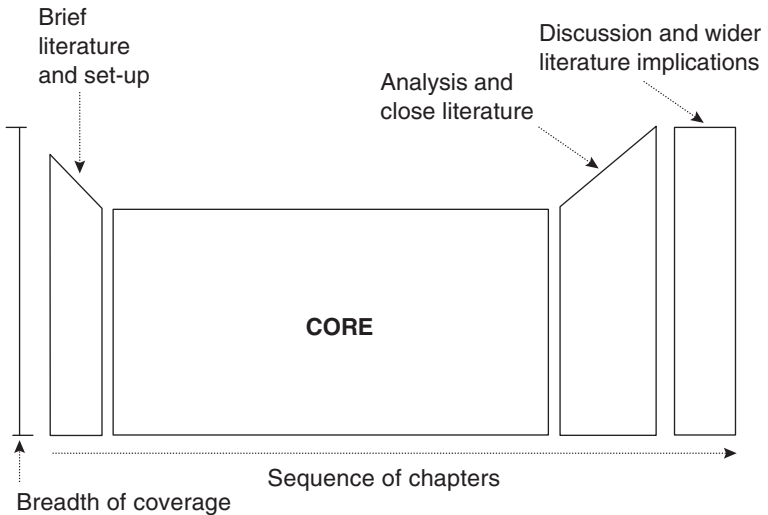 Brief
literature
and set-up
Analysis and
close literature
Discussion and wider
literature implications
CORE
Sequence of chapters
Breadth of coverage